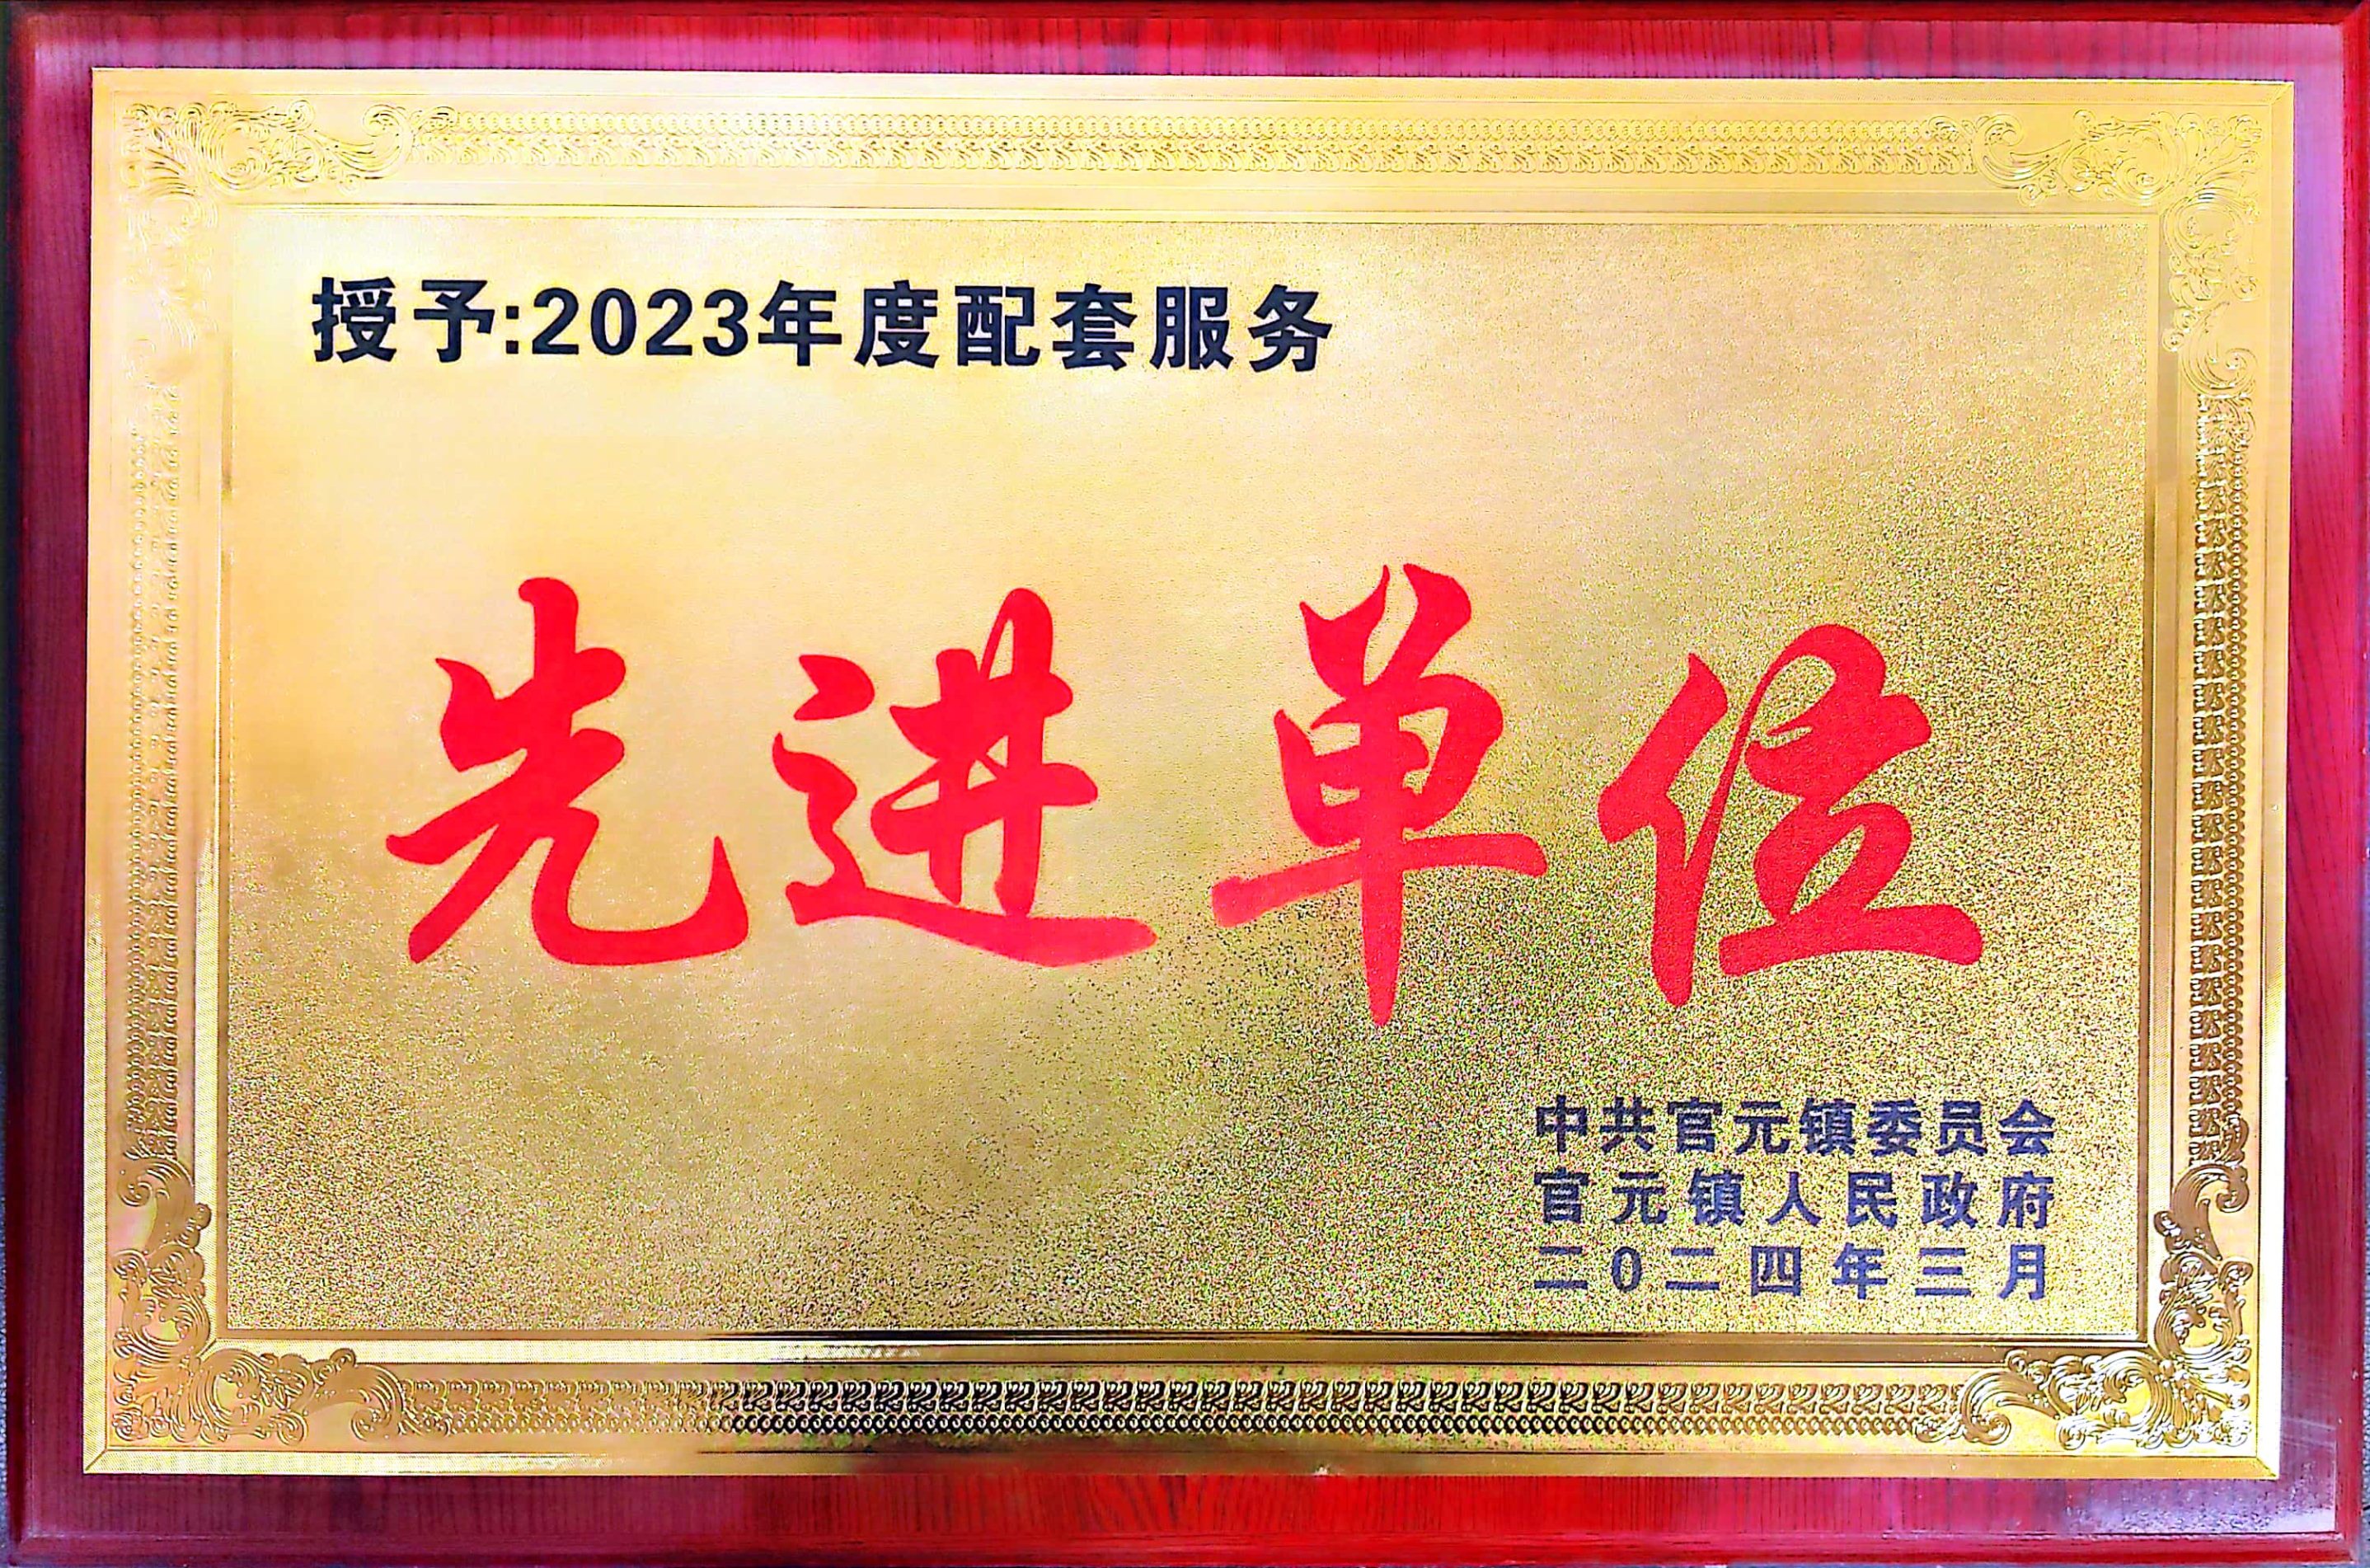 授予:2023年度配套服务
先进单位
中共官元镇委员会
官元镇人民政府
二0二四年三月